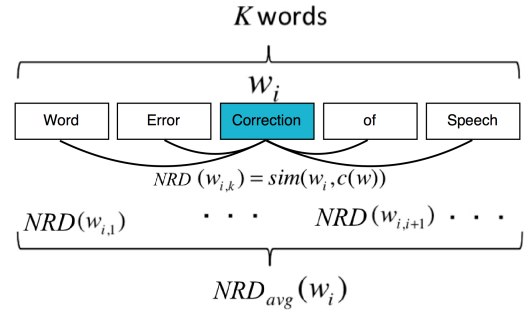 K words
w_i
Word Error Correction of Speech
NRD (w_{i,k}) = sim(w_i, c(w))
NRD(w_{i,1}) · · · NRD(w_{i,i+1}) · · ·
NRD_{avg}(w_i)